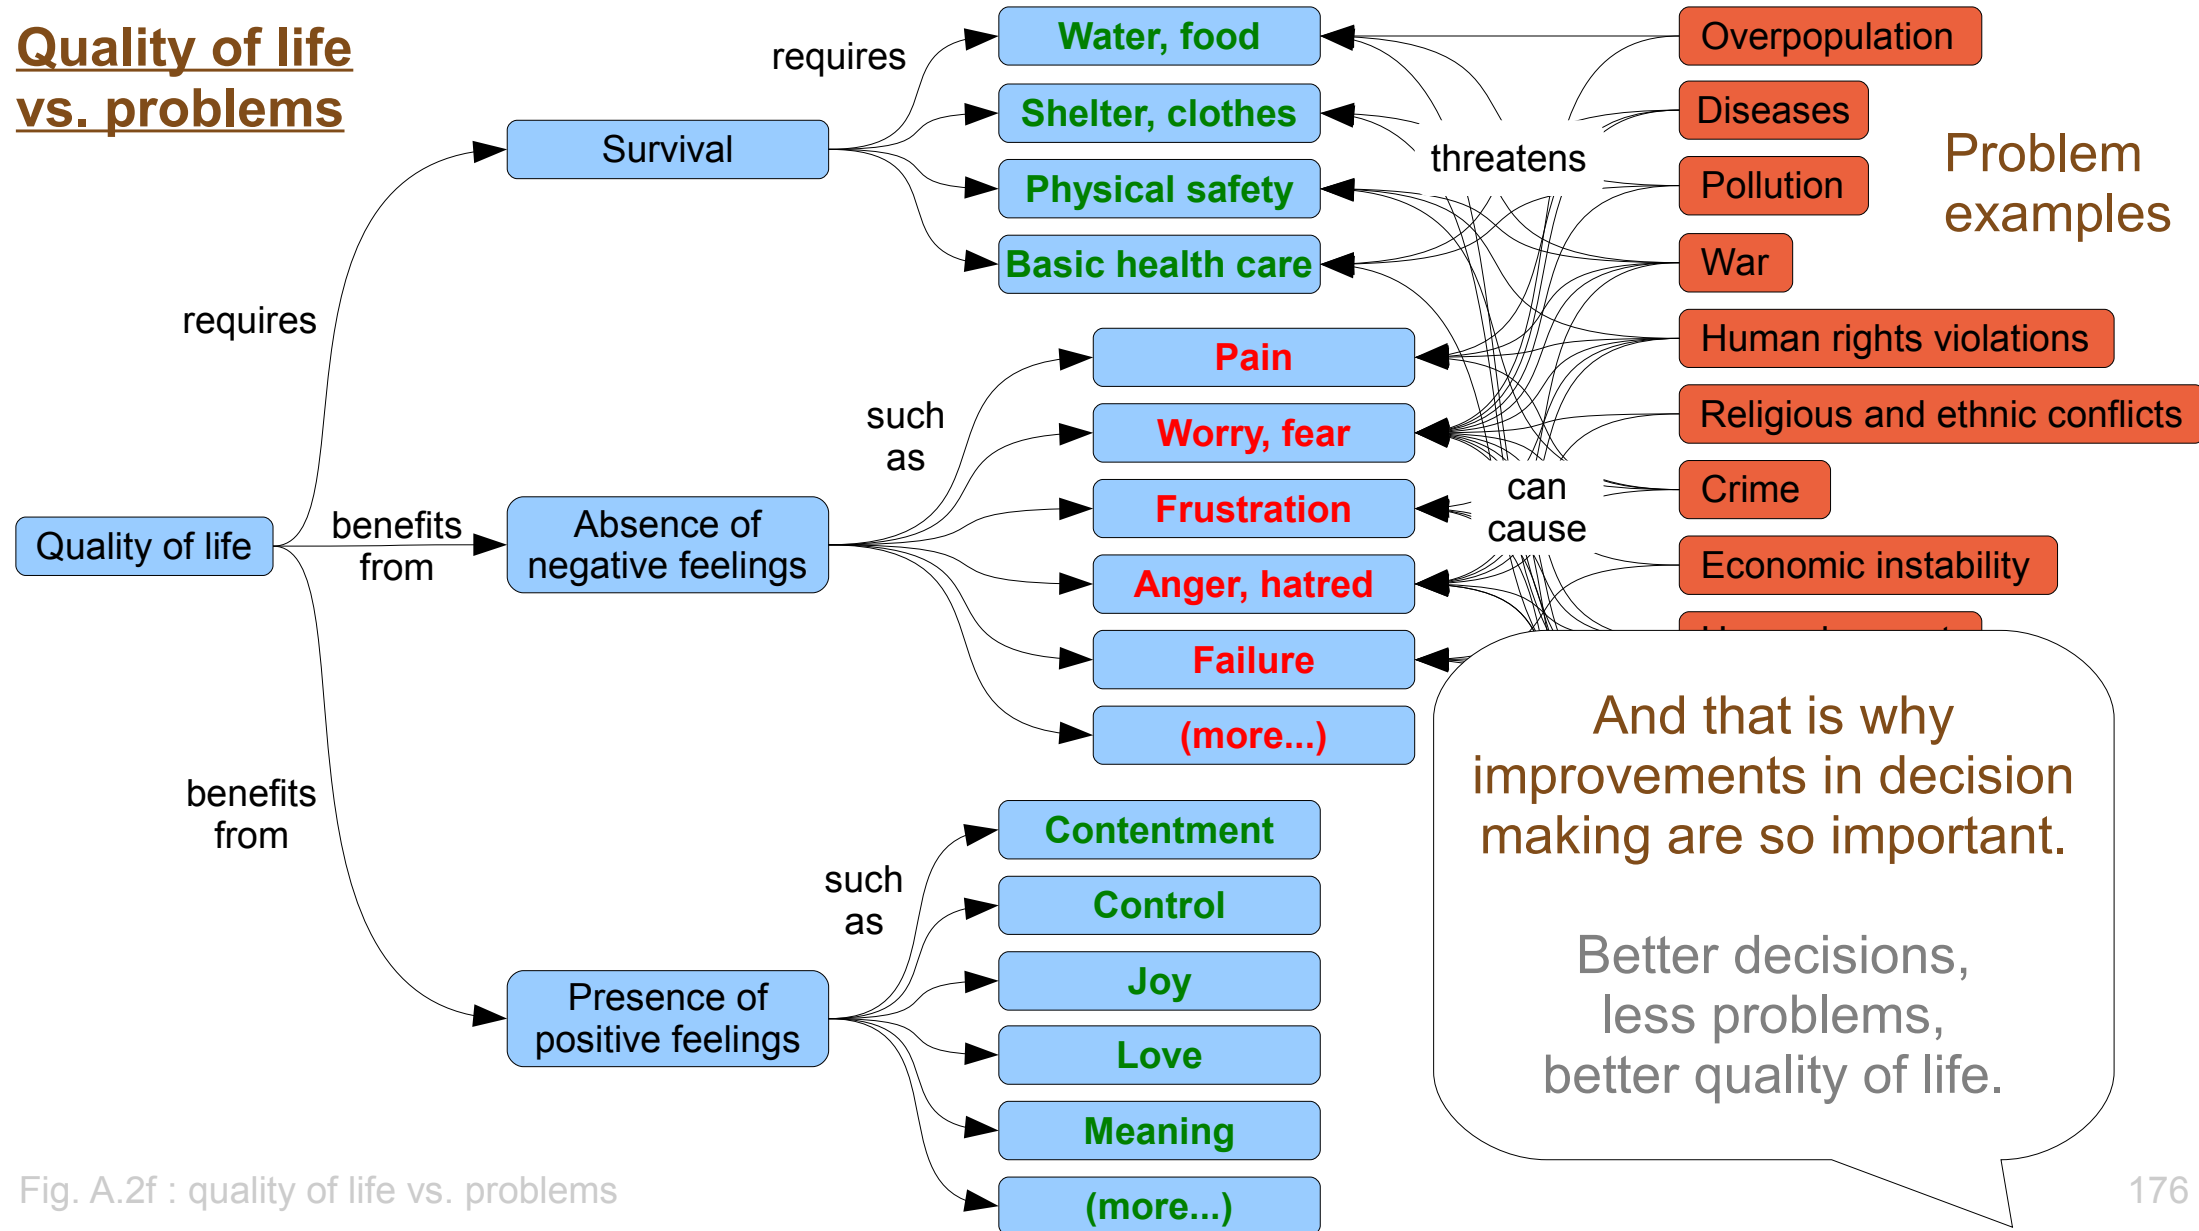 Quality of life
vs. problems
Quality of life
requires
benefits
from
benefits
from
Survival
Absence of
negative feelings
Presence of
positive feelings
requires
Water, food
Shelter, clothes
Physical safety
Basic health care
such
as
Pain
Worry, fear
Frustration
Anger, hatred
Failure
(more...)
such
as
Contentment
Control
Joy
Love
Meaning
(more...)
threatens
can
cause
Overpopulation
Diseases
Pollution
War
Human rights violations
Religious and ethnic conflicts
Crime
Economic instability
Problem
examples
And that is why
improvements in decision
making are so important.
Better decisions,
less problems,
better quality of life.
Fig. A.2f : quality of life vs. problems
176